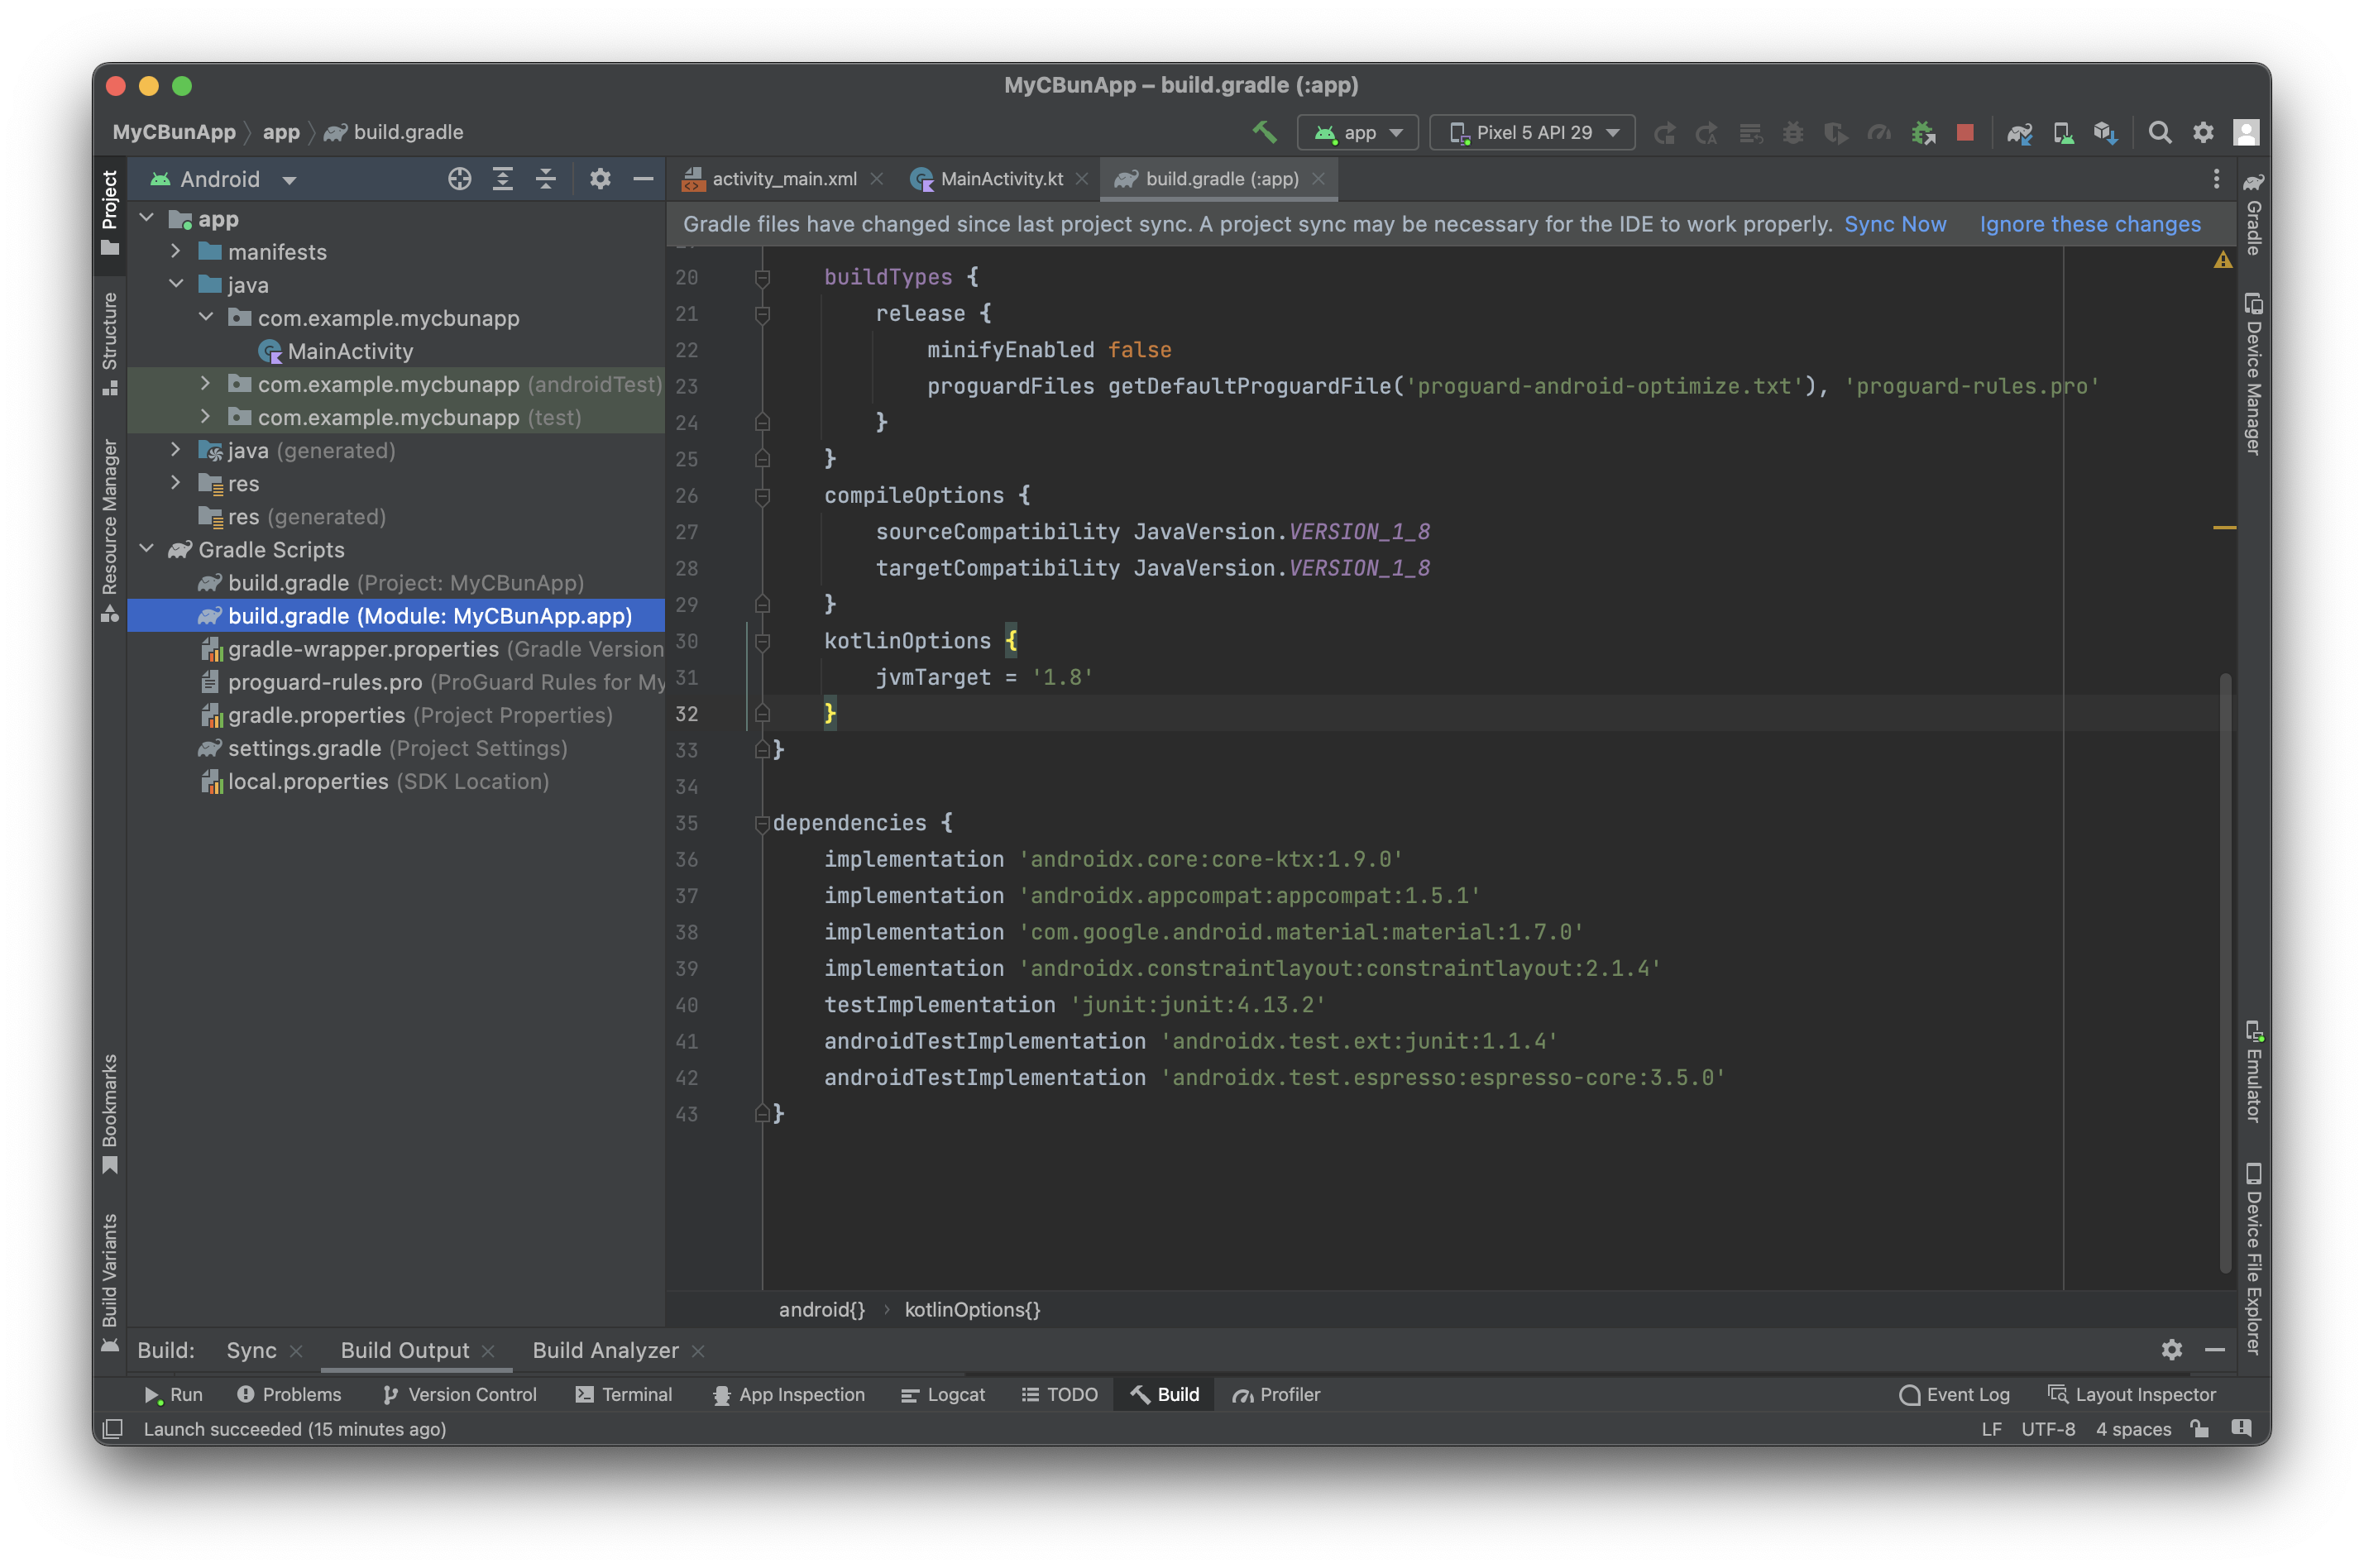 MyCBunApp – build.gradle (:app)
MyCBunApp app build.gradle
app Pixel 5 API 29
Project
Structure
Resource Manager
Bookmarks
Build Variants
Android
app
manifests
java
com.example.mycbunapp
MainActivity
com.example.mycbunapp (androidTest)
com.example.mycbunapp (test)
java (generated)
res
res (generated)
Gradle Scripts
build.gradle (Project: MyCBunApp)
build.gradle (Module: MyCBunApp.app)
gradle-wrapper.properties (Gradle Version
proguard-rules.pro (ProGuard Rules for My
gradle.properties (Project Properties)
settings.gradle (Project Settings)
local.properties (SDK Location)
activity_main.xml MainActivity.kt build.gradle (:app)
Gradle files have changed since last project sync. A project sync may be necessary for the IDE to work properly. Sync Now Ignore these changes
20 buildTypes {
21 release {
22 minifyEnabled false
23 proguardFiles getDefaultProguardFile('proguard-android-optimize.txt'), 'proguard-rules.pro'
24 }
25 }
26 compileOptions {
27 sourceCompatibility JavaVersion.VERSION_1_8
28 targetCompatibility JavaVersion.VERSION_1_8
29 }
30 kotlinOptions {
31 jvmTarget = '1.8'
32 }
33 }
34
35 dependencies {
36 implementation 'androidx.core:core-ktx:1.9.0'
37 implementation 'androidx.appcompat:appcompat:1.5.1'
38 implementation 'com.google.android.material:material:1.7.0'
39 implementation 'androidx.constraintlayout:constraintlayout:2.1.4'
40 testImplementation 'junit:junit:4.13.2'
41 androidTestImplementation 'androidx.test.ext:junit:1.1.4'
42 androidTestImplementation 'androidx.test.espresso:espresso-core:3.5.0'
43 }
android{} › kotlinOptions{}
Gradle
Device Manager
Emulator
Device File Explorer
Build: Sync Build Output Build Analyzer
Run Problems Version Control Terminal App Inspection Logcat TODO Build Profiler Event Log Layout Inspector
Launch succeeded (15 minutes ago) LF UTF-8 4 spaces